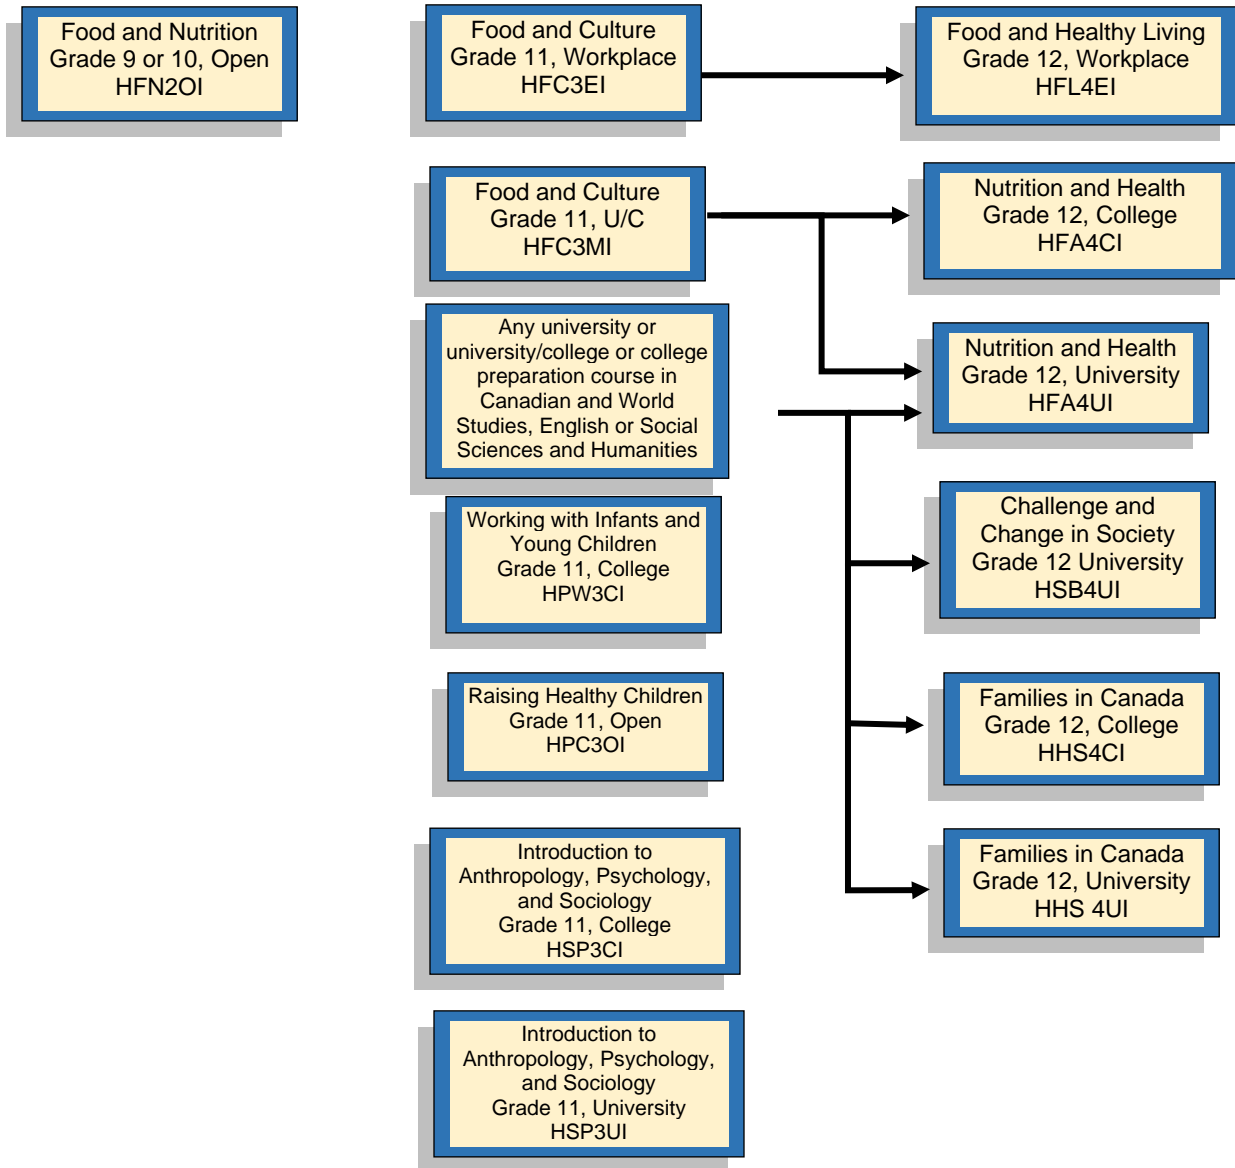 Food and Nutrition
Grade 9 or 10, Open
HFN2OI
Food and Culture
Grade 11, Workplace
HFC3EI
Food and Healthy Living
Grade 12, Workplace
HFL4EI
Food and Culture
Grade 11, U/C
HFC3MI
Nutrition and Health
Grade 12, College
HFA4CI
Any university or
university/college or college
preparation course in
Canadian and World
Studies, English or Social
Sciences and Humanities
Nutrition and Health
Grade 12, University
HFA4UI
Working with Infants and
Young Children
Grade 11, College
HPW3CI
Challenge and
Change in Society
Grade 12 University
HSB4UI
Raising Healthy Children
Grade 11, Open
HPC3OI
Families in Canada
Grade 12, College
HHS4CI
Introduction to
Anthropology, Psychology,
and Sociology
Grade 11, College
HSP3CI
Families in Canada
Grade 12, University
HHS 4UI
Introduction to
Anthropology, Psychology,
and Sociology
Grade 11, University
HSP3UI